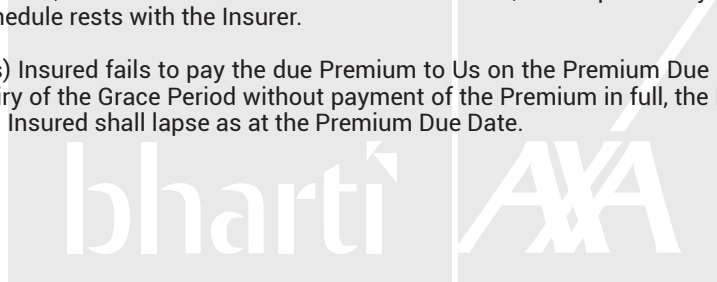 hedule rests with the Insurer.
s) Insured fails to pay the due Premium to Us on the Premium Due
iry of the Grace Period without payment of the Premium in full, the
Insured shall lapse as at the Premium Due Date.
bharti AXA